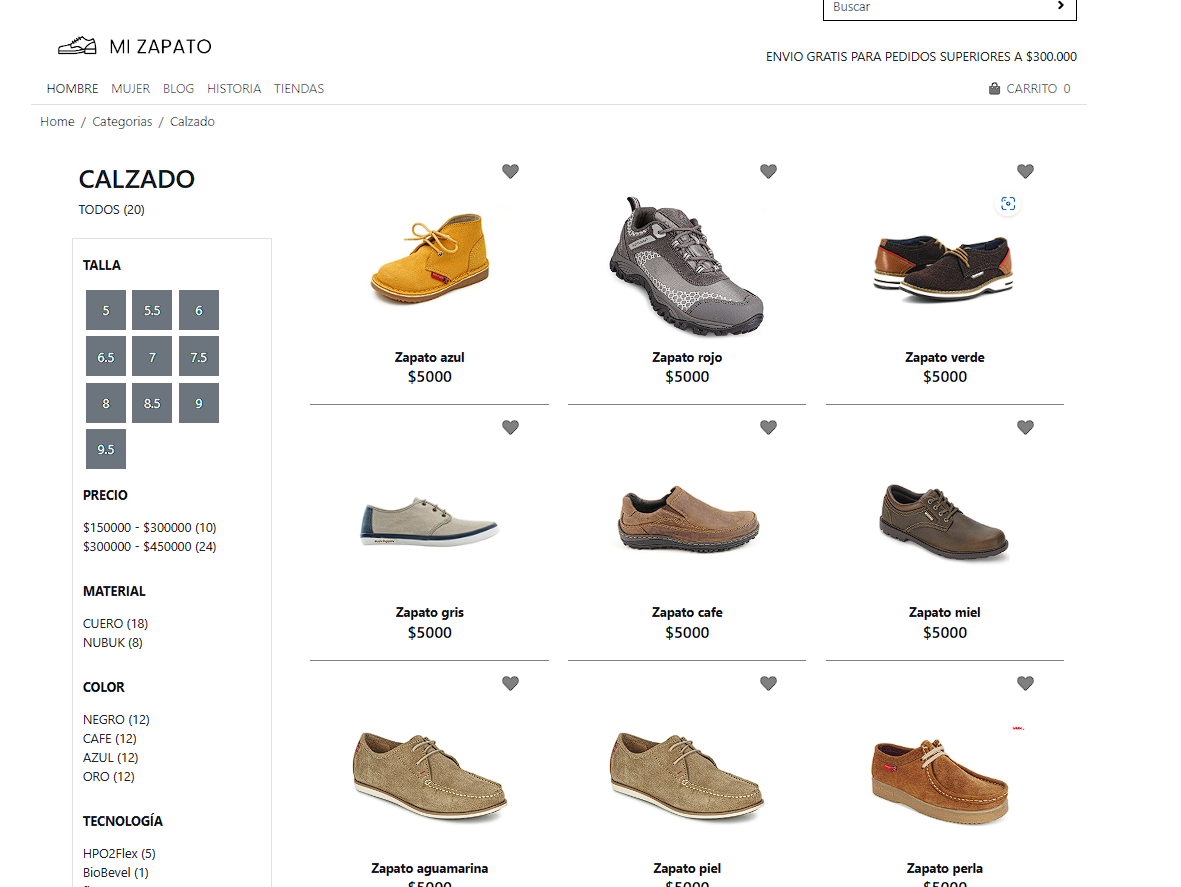 Buscar
MI ZAPATO
ENVIO GRATIS PARA PEDIDOS SUPERIORES A $300.000
HOMBRE MUJER BLOG HISTORIA TIENDAS CARRITO 0
Home / Categorias / Calzado
CALZADO
TODOS (20)
TALLA
5 5.5 6
6.5 7 7.5
8 8.5 9
9.5
PRECIO
$150000 - $300000 (10)
$300000 - $450000 (24)
MATERIAL
CUERO (18)
NUBUK (8)
COLOR
NEGRO (12)
CAFE (12)
AZUL (12)
ORO (12)
TECNOLOGÍA
HPO2Flex (5)
BioBevel (1)
Zapato azul Zapato rojo Zapato verde
$5000 $5000 $5000
Zapato gris Zapato cafe Zapato miel
$5000 $5000 $5000
Zapato aguamarina Zapato piel Zapato perla
$5000 $5000 $5000